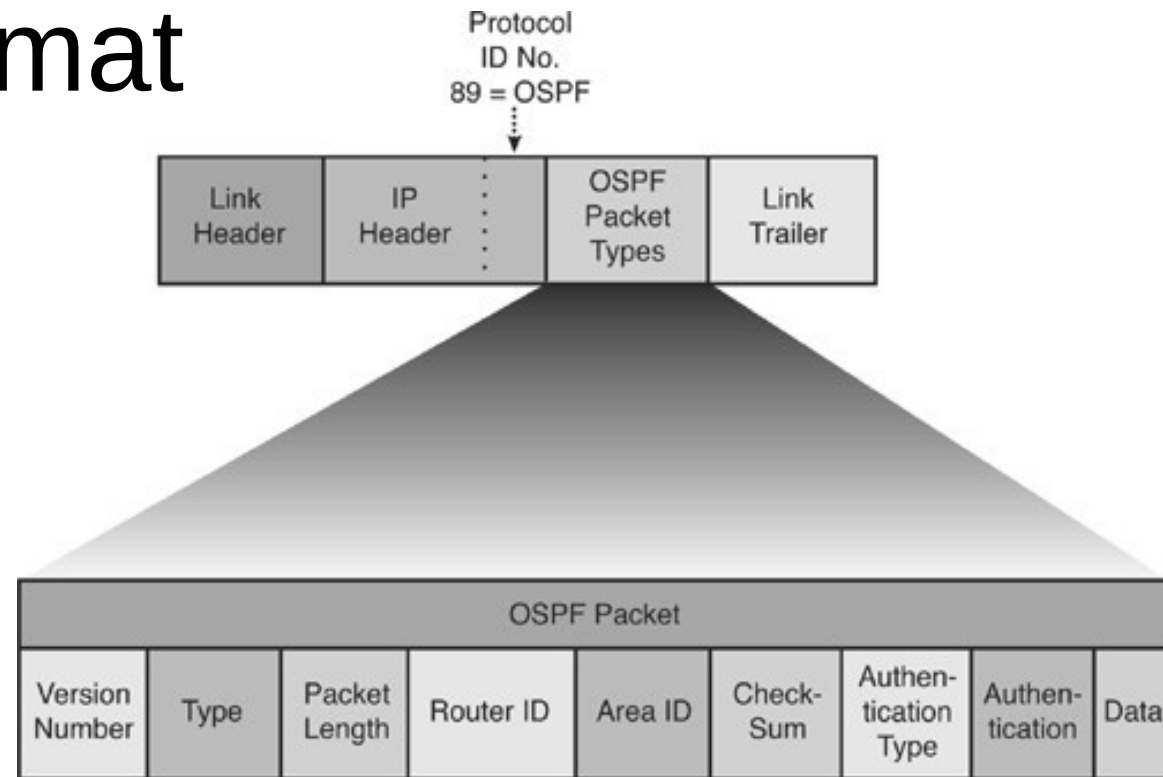 mat
Protocol
ID No.
89 = OSPF
Link
Header
IP
Header
OSPF
Packet
Types
Link
Trailer
OSPF Packet
Version
Number
Type
Packet
Length
Router ID
Area ID
Check-
Sum
Authen-
tication
Type
Authen-
tication
Data